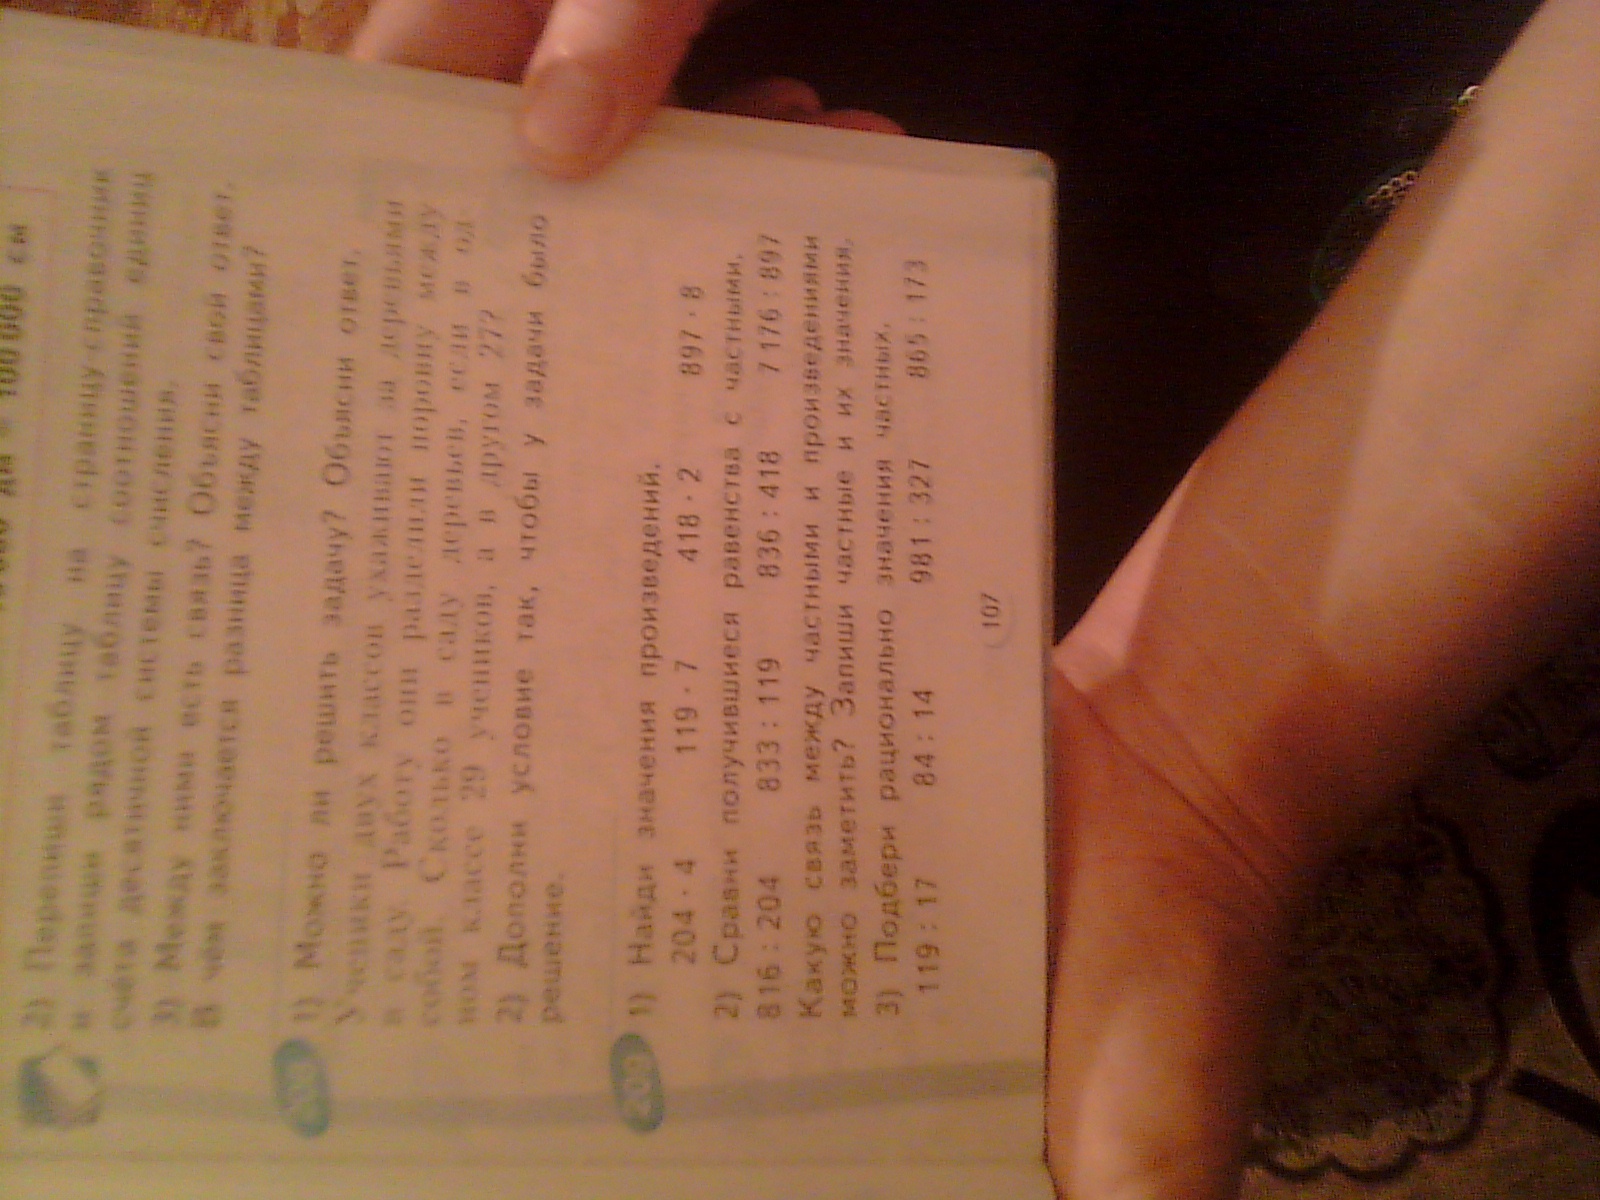 10 000 дм = 100 000 см
2) Перепиши таблицу на страницу-справочник
и запиши рядом таблицу соотношений единиц
счёта десятичной системы счисления.
3) Между ними есть связь? Объясни свой ответ.
В чём заключается разница между таблицами?
208 1) Можно ли решить задачу? Объясни ответ.
Ученики двух классов ухаживают за деревьями
в саду. Работу они разделили поровну между
собой. Сколько в саду деревьев, если в од-
ном классе 29 учеников, а в другом 27?
2) Дополни условие так, чтобы у задачи было
решение.
209 1) Найди значения произведений.
204 · 4 119 · 7 418 · 2 897 · 8
2) Сравни получившиеся равенства с частными.
816 : 204 833 : 119 836 : 418 7 176 : 897
Какую связь между частными и произведениями
можно заметить? Запиши частные и их значения.
3) Подбери рационально значения частных.
119 : 17 84 : 14 981 : 327 865 : 173
107